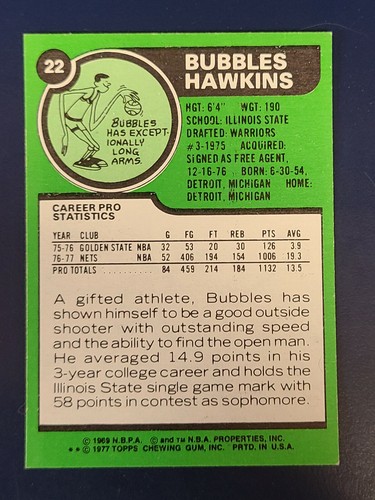 22
BUBBLES
HAWKINS
BUBBLES
HAS EXCEPT-
IONALLY
LONG
ARMS.
HGT: 6'4" WGT: 190
SCHOOL: ILLINOIS STATE
DRAFTED: WARRIORS
#3-1975 ACQUIRED:
SIGNED AS FREE AGENT,
12-16-76 BORN: 6-30-54,
DETROIT, MICHIGAN HOME:
DETROIT, MICHIGAN
CAREER PRO
STATISTICS
YEAR CLUB G FG FT REB PTS AVG
75-76 GOLDEN STATE NBA 32 53 20 30 126 3.9
76-77 NETS NBA 52 406 194 154 1006 19.3
PRO TOTALS .......... 84 459 214 184 1132 13.5
A gifted athlete, Bubbles has
shown himself to be a good outside
shooter with outstanding speed
and the ability to find the open man.
He averaged 14.9 points in his
3-year college career and holds the
Illinois State single game mark with
58 points in contest as sophomore.
© 1969 N.B.P.A. © and TM N.B.A. PROPERTIES, INC.
** © 1977 TOPPS CHEWING GUM, INC. PRTD. IN U.S.A.